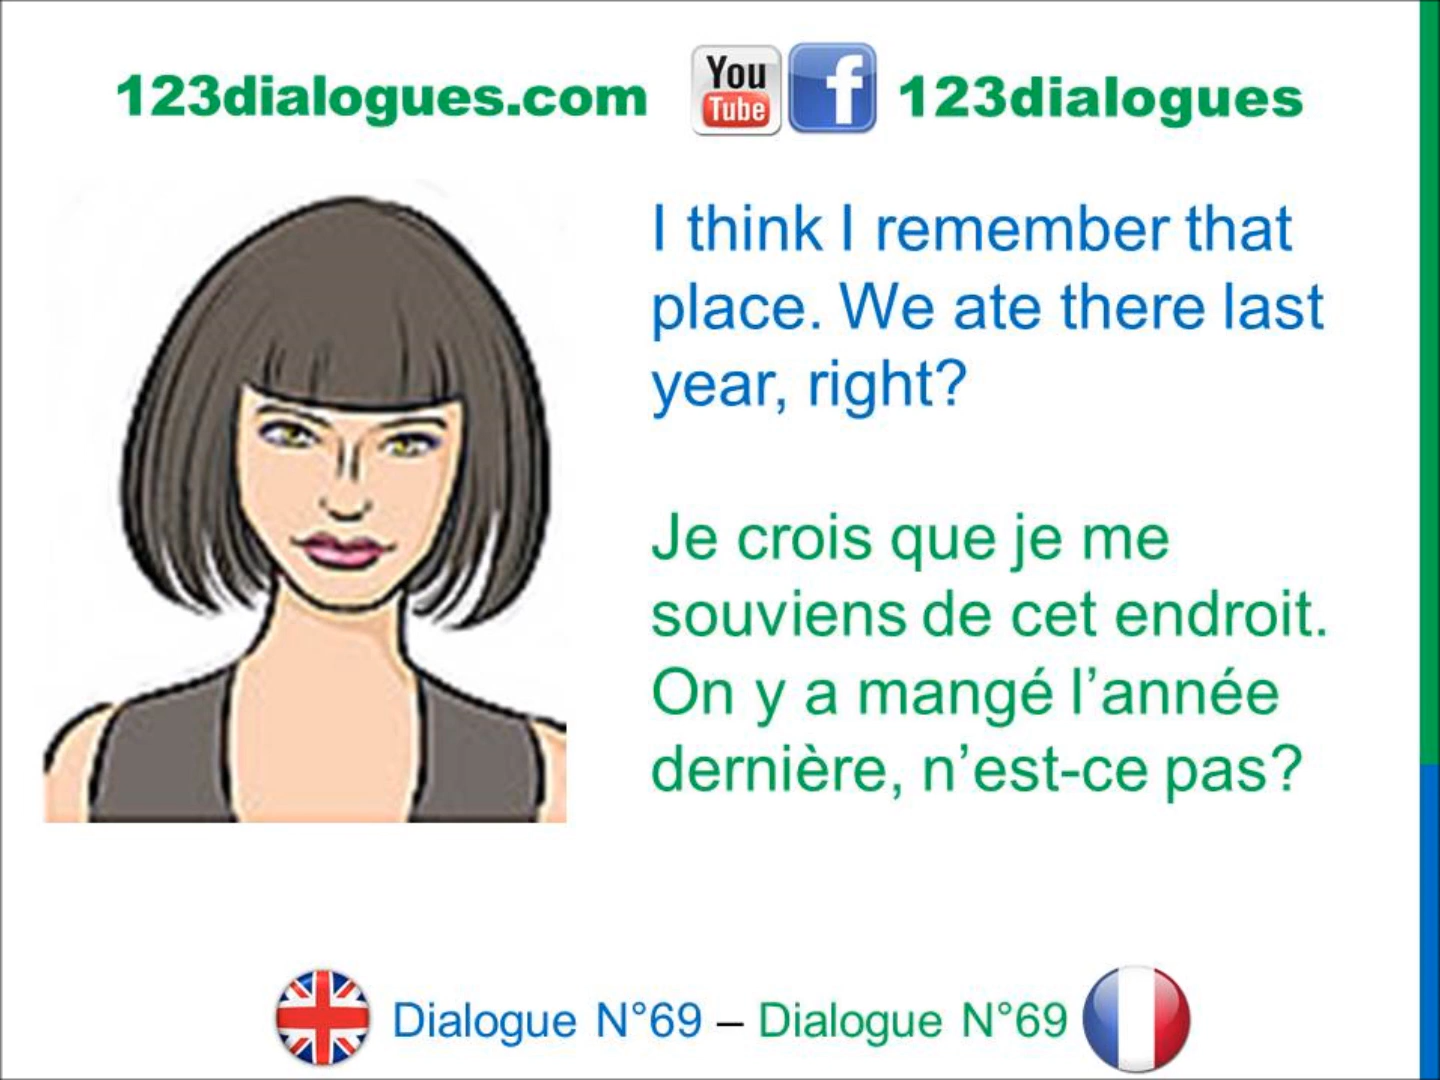 123dialogues.com You Tube f 123dialogues
I think I remember that
place. We ate there last
year, right?
Je crois que je me
souviens de cet endroit.
On y a mangé l’année
dernière, n’est-ce pas?
Dialogue N°69 – Dialogue N°69